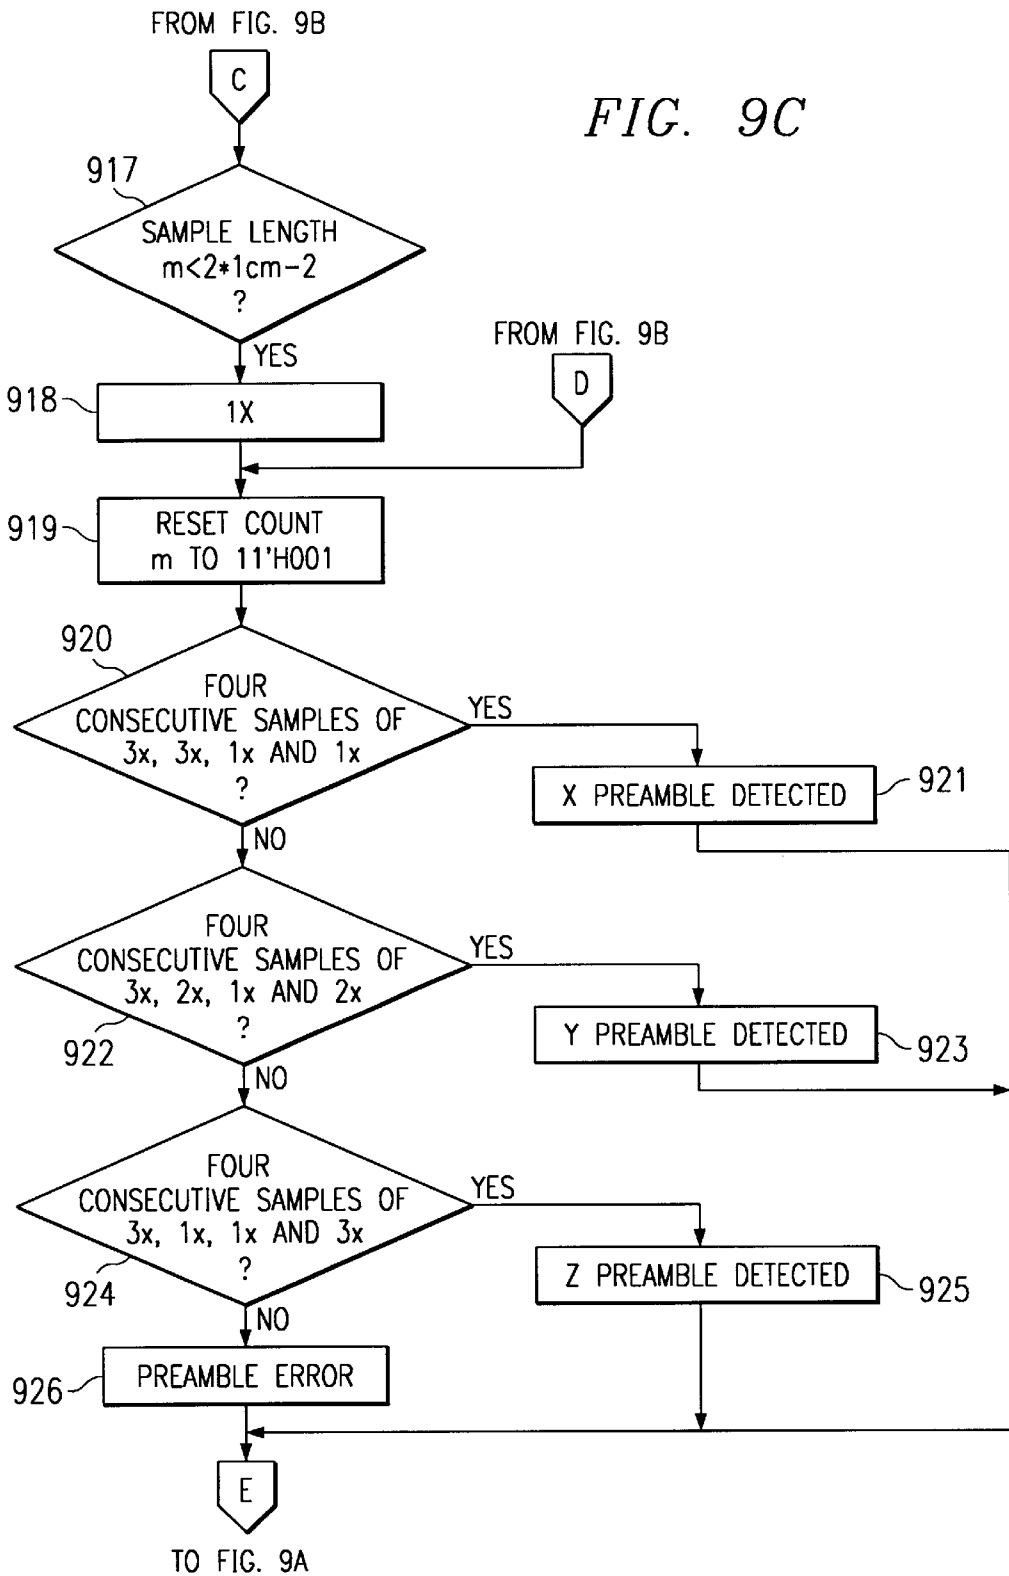 FROM FIG. 9B
C
FIG. 9C
917
SAMPLE LENGTH
m<2*1cm-2
?
YES
FROM FIG. 9B
D
918
1X
919
RESET COUNT
m TO 11'H001
920
FOUR
CONSECUTIVE SAMPLES OF
3x, 3x, 1x AND 1x
?
YES
X PREAMBLE DETECTED
921
NO
FOUR
CONSECUTIVE SAMPLES OF
3x, 2x, 1x AND 2x
?
922
YES
Y PREAMBLE DETECTED
923
NO
FOUR
CONSECUTIVE SAMPLES OF
3x, 1x, 1x AND 3x
?
924
YES
Z PREAMBLE DETECTED
925
NO
926
PREAMBLE ERROR
E
TO FIG. 9A